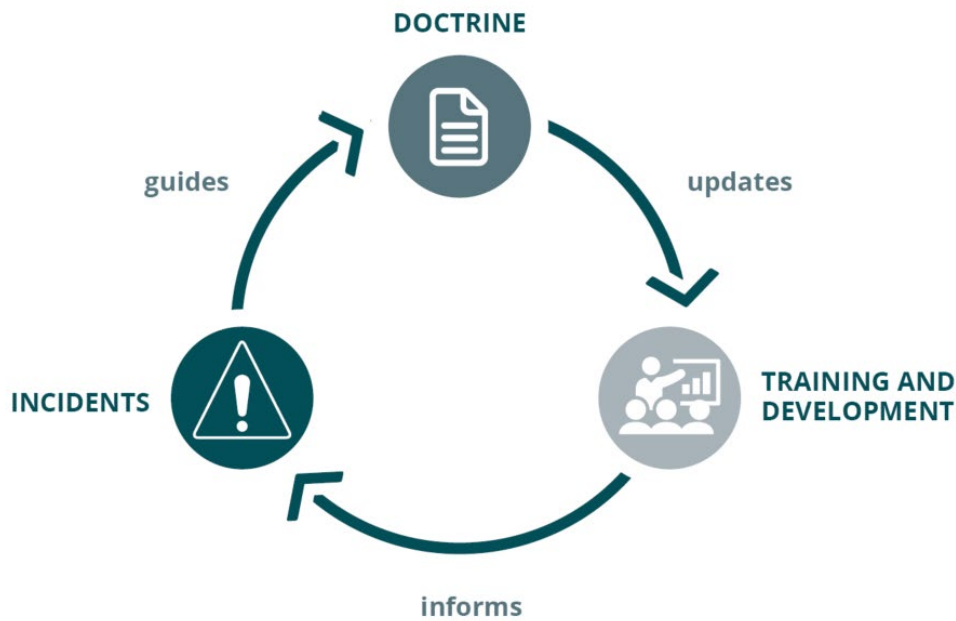 DOCTRINE
guides
updates
INCIDENTS
TRAINING AND
DEVELOPMENT
informs